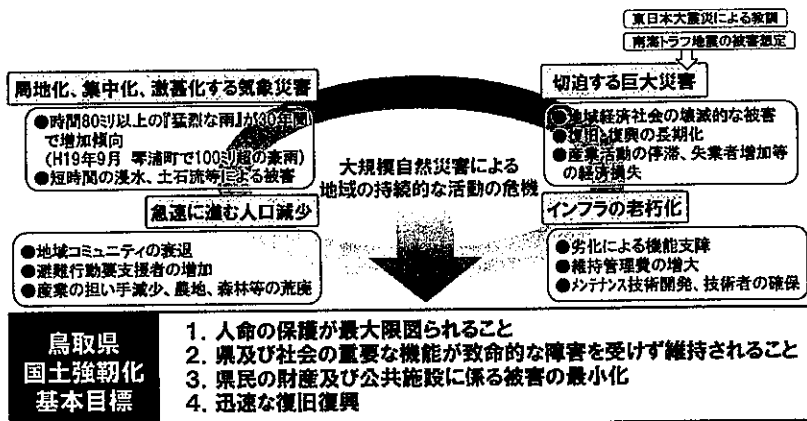 東日本大震災による教訓
南海トラフ地震の被害想定
局地化、集中化、激甚化する気象災害
●時間80ミリ以上の『猛烈な雨』が30年間
で増加傾向
(H19年9月 琴浦町で100ミリ超の豪雨)
●短時間の浸水、土石流等による被害
切迫する巨大災害
●地域経済社会の壊滅的な被害
●復旧・復興の長期化
●産業活動の停滞、失業者増加等
の経済損失
大規模自然災害による
地域の持続的な活動の危機
急速に進む人口減少
●地域コミュニティの衰退
●避難行動要支援者の増加
●産業の担い手減少、農地、森林等の荒廃
インフラの老朽化
●劣化による機能支障
●維持管理費の増大
●メンテナンス技術開発、技術者の確保
鳥取県
国土強靭化
基本目標
1. 人命の保護が最大限図られること
2. 県及び社会の重要な機能が致命的な障害を受けず維持されること
3. 県民の財産及び公共施設に係る被害の最小化
4. 迅速な復旧復興